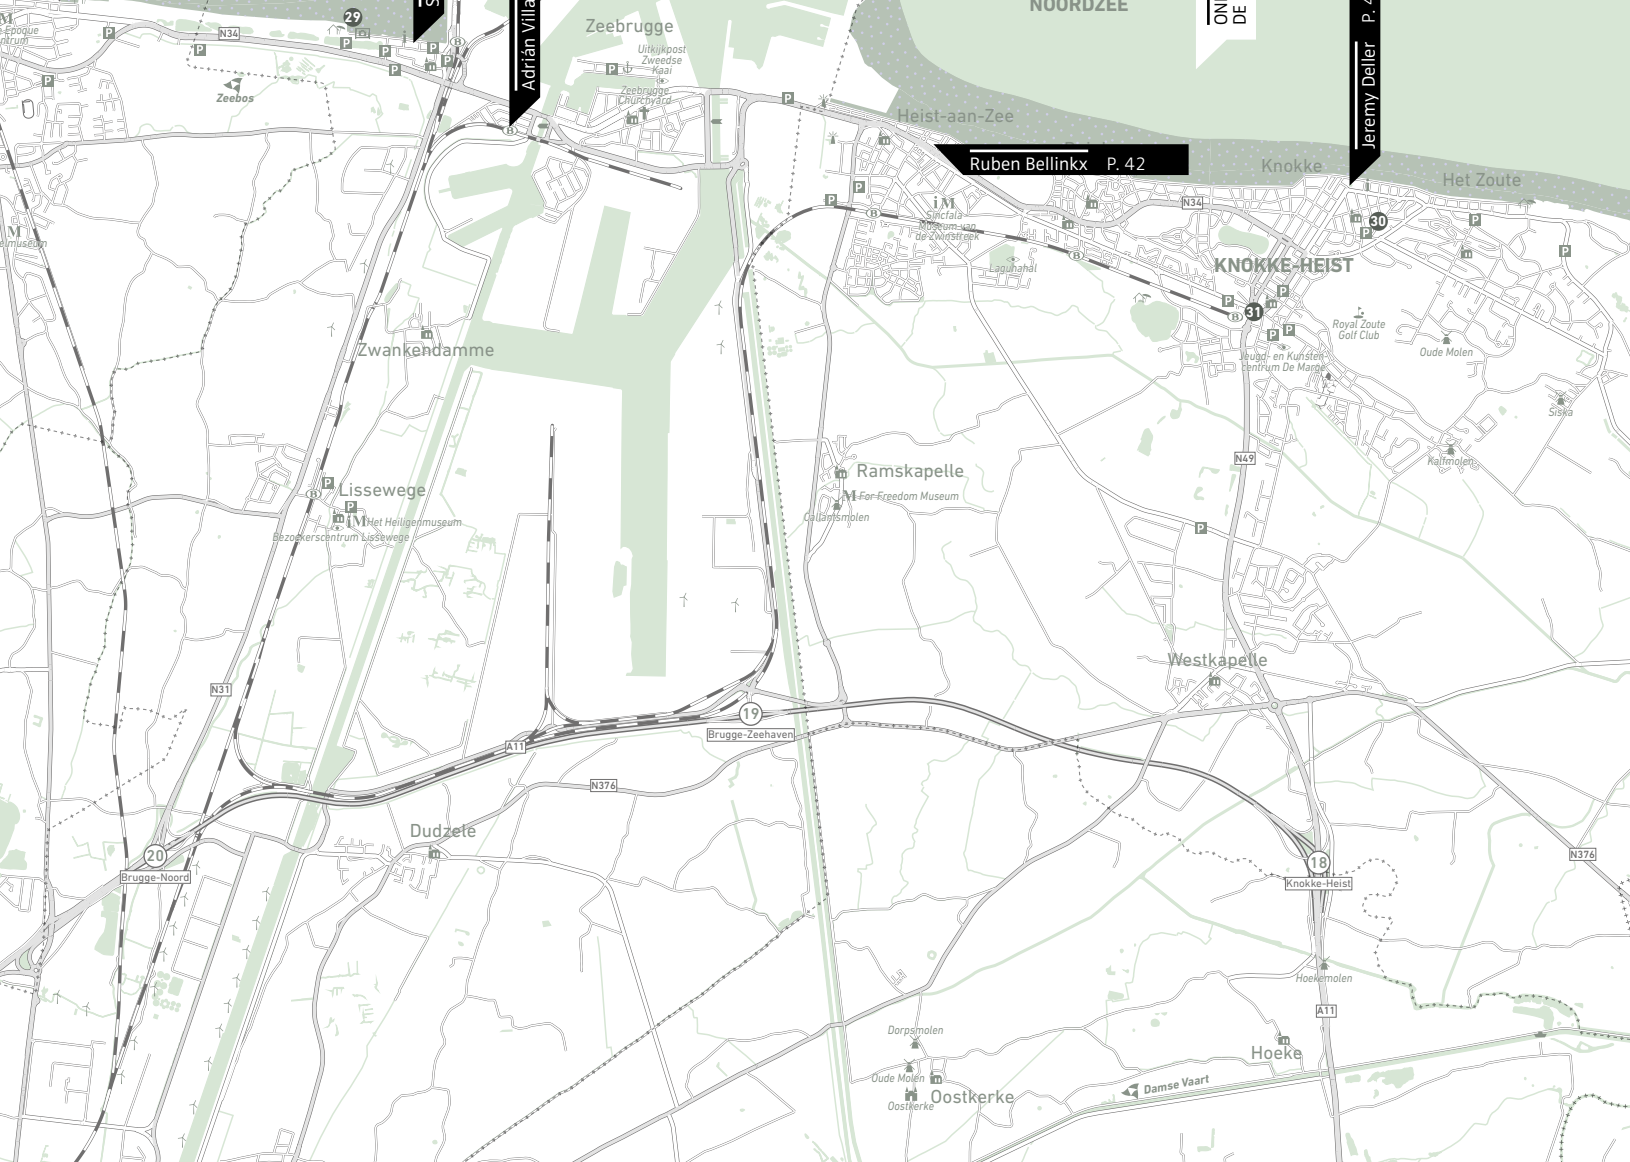 NOORDZEE
DE
29
N34
Zeebrugge
Uitkijkpost
Zweedse
Kaai
Zeebrugge
Churchyard
Adrián Villa
Zeebos
Heist-aan-Zee
Ruben Bellinkx P. 42
Jeremy Deller P. 4
Knokke
Het Zoute
N34
30
i M
Sincfala
Museum van
de Zwinstreek
Lagunahal
KNOKKE-HEIST
31
Royal Zoute
Golf Club
Oude Molen
Jeugd- en Kunsten-
centrum De Marge
Siska
Kalfmolen
N49
Zwankendamme
Lissewege
iM Het Heiligenmuseum
Bezoekerscentrum Lissewege
Ramskapelle
M For Freedom Museum
Callantsmolen
Westkapelle
N31
19
Brugge-Zeehaven
A11
N376
Dudzele
20
Brugge-Noord
18
Knokke-Heist
N376
Hoekemolen
A11
Dorpsmolen
Hoeke
Oude Molen
Oostkerke
Oostkerke
Damse Vaart